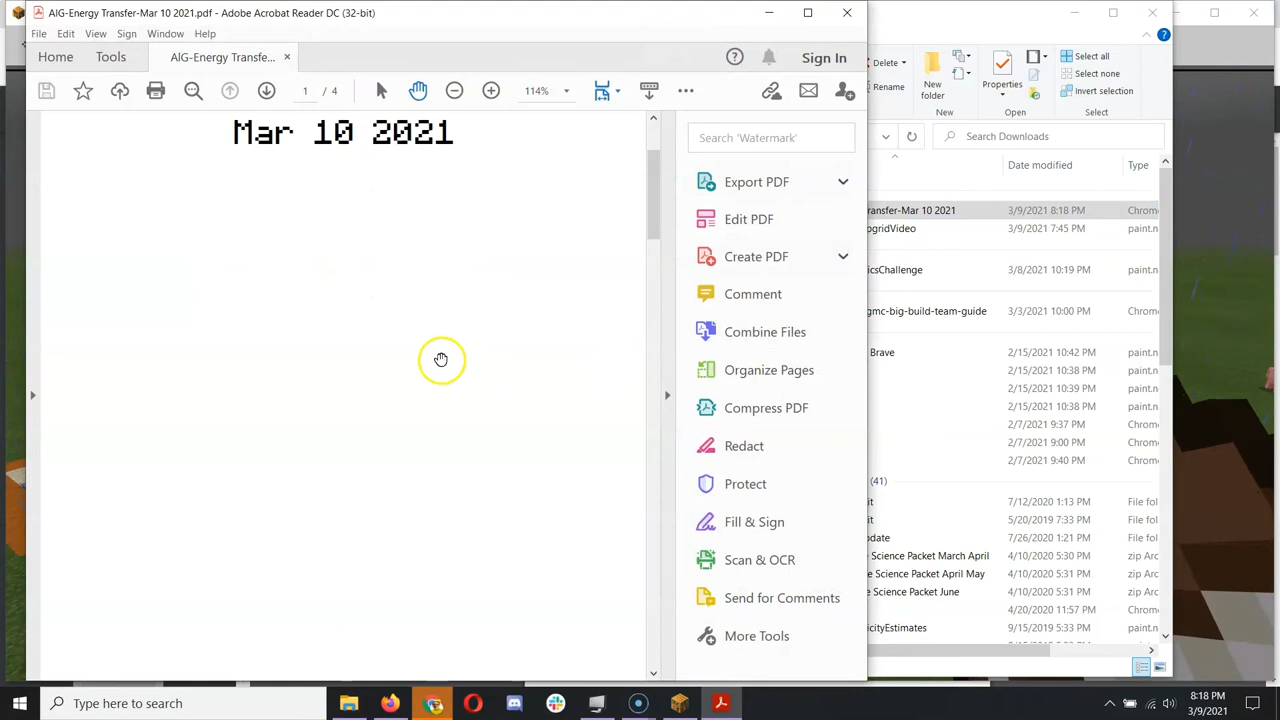 AIG-Energy Transfer-Mar 10 2021.pdf - Adobe Acrobat Reader DC (32-bit)
File Edit View Sign Window Help
Home Tools AIG-Energy Transfe... × Sign In
1 / 4 114%
Mar 10 2021
Search 'Watermark'
Export PDF
Edit PDF
Create PDF
Comment
Combine Files
Organize Pages
Compress PDF
Redact
Protect
Fill & Sign
Scan & OCR
Send for Comments
More Tools
Delete
Rename
New folder
Properties
Select all
Select none
Invert selection
New Open Select
Search Downloads
Date modified Type
ransfer-Mar 10 2021 3/9/2021 8:18 PM Chrom
pgridVideo 3/9/2021 7:45 PM paint.n
icsChallenge 3/8/2021 10:19 PM paint.n
gmc-big-build-team-guide 3/3/2021 10:00 PM Chrom
Brave 2/15/2021 10:42 PM paint.n
2/15/2021 10:38 PM paint.n
2/15/2021 10:39 PM paint.n
2/15/2021 10:38 PM paint.n
2/7/2021 9:37 PM Chrom
2/7/2021 9:00 PM Chrom
2/7/2021 9:40 PM Chrom
(41)
it 7/12/2020 1:13 PM File fol
it 5/20/2019 7:33 PM File fol
pdate 7/26/2020 1:21 PM File fol
e Science Packet March April 4/10/2020 5:30 PM zip Arc
e Science Packet April May 4/10/2020 5:31 PM zip Arc
e Science Packet June 4/10/2020 5:31 PM zip Arc
4/20/2020 11:57 PM Chrom
ricityEstimates 9/15/2019 5:33 PM paint.n
Type here to search
8:18 PM
3/9/2021